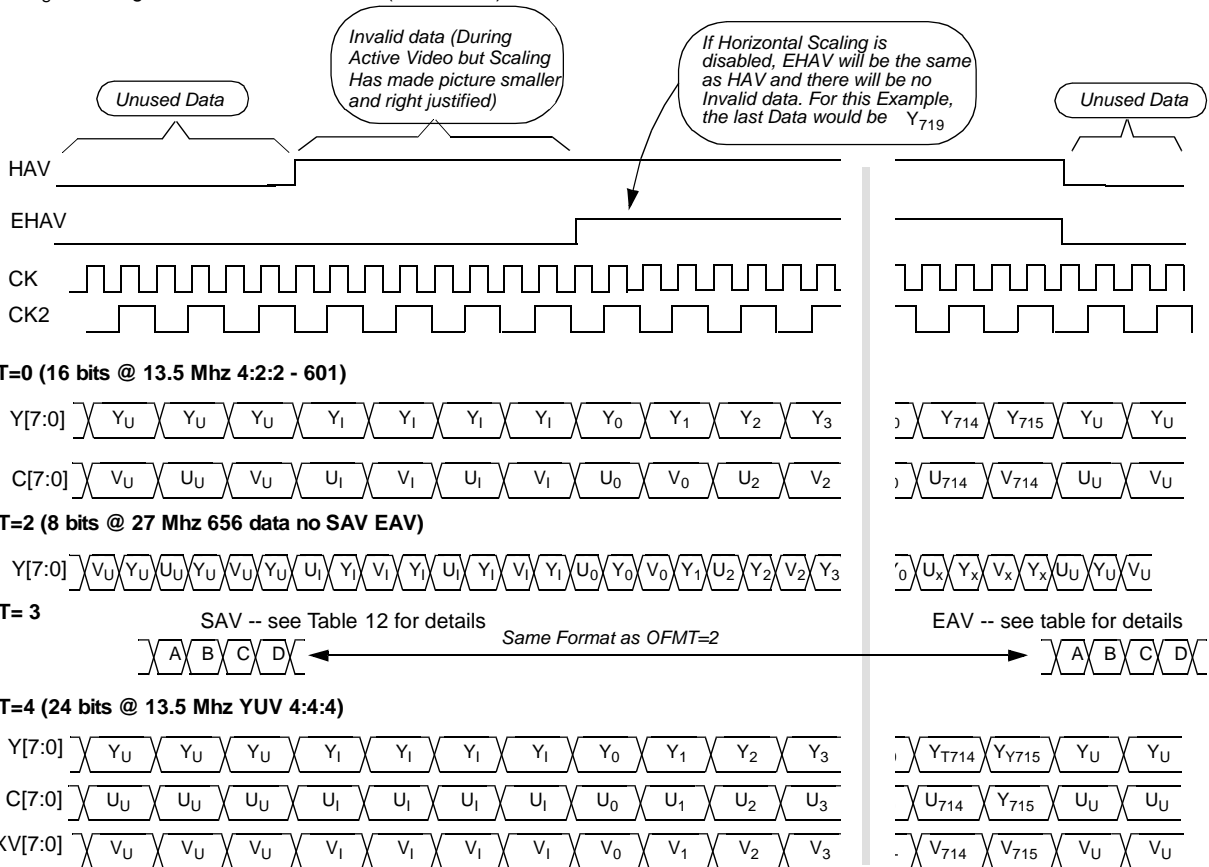 Invalid data (During
Active Video but Scaling
Has made picture smaller
and right justified)
If Horizontal Scaling is
disabled, EHAV will be the same
as HAV and there will be no
Invalid data. For this Example,
the last Data would be Y719
Unused Data
Unused Data
HAV
EHAV
CK
CK2
T=0 (16 bits @ 13.5 Mhz 4:2:2 - 601)
Y[7:0] YU YU YU YI YI YI YI Y0 Y1 Y2 Y3 Y714 Y715 YU YU
C[7:0] VU UU VU UI VI UI VI U0 V0 U2 V2 U714 V714 UU VU
T=2 (8 bits @ 27 Mhz 656 data no SAV EAV)
Y[7:0] VU YU UU YU VU YU UI YI VI YI UI YI VI YI U0 Y0 V0 Y1 U2 Y2 V2 Y3 Ux Yx Vx Yx UU YU VU
T= 3
SAV -- see Table 12 for details
Same Format as OFMT=2
EAV -- see table for details
A B C D
A B C D
T=4 (24 bits @ 13.5 Mhz YUV 4:4:4)
Y[7:0] YU YU YU YI YI YI YI Y0 Y1 Y2 Y3 YT714 YY715 YU YU
C[7:0] UU UU UU UI UI UI UI U0 U1 U2 U3 U714 Y715 UU UU
XV[7:0] VU VU VU VI VI VI VI V0 V1 V2 V3 V714 V715 VU VU